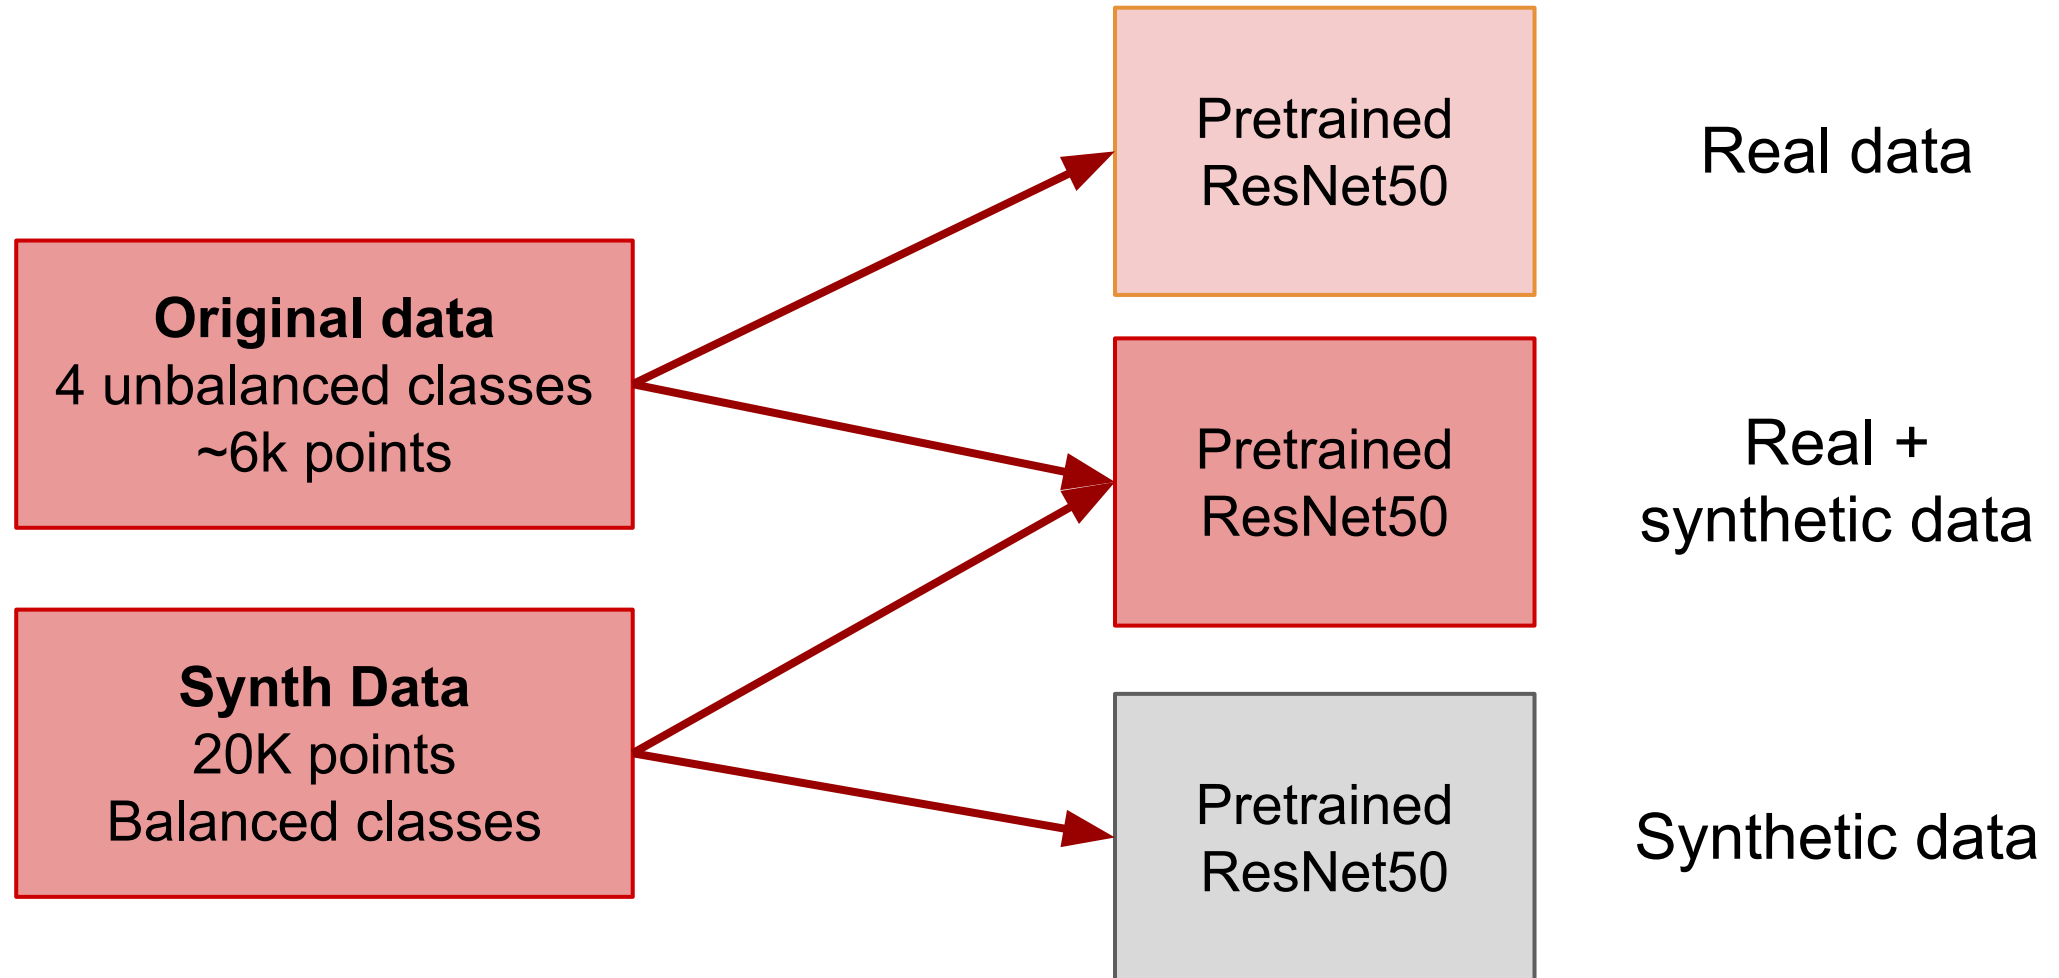 Original data
4 unbalanced classes
~6k points
Synth Data
20K points
Balanced classes
Pretrained
ResNet50
Real data
Pretrained
ResNet50
Real +
synthetic data
Pretrained
ResNet50
Synthetic data